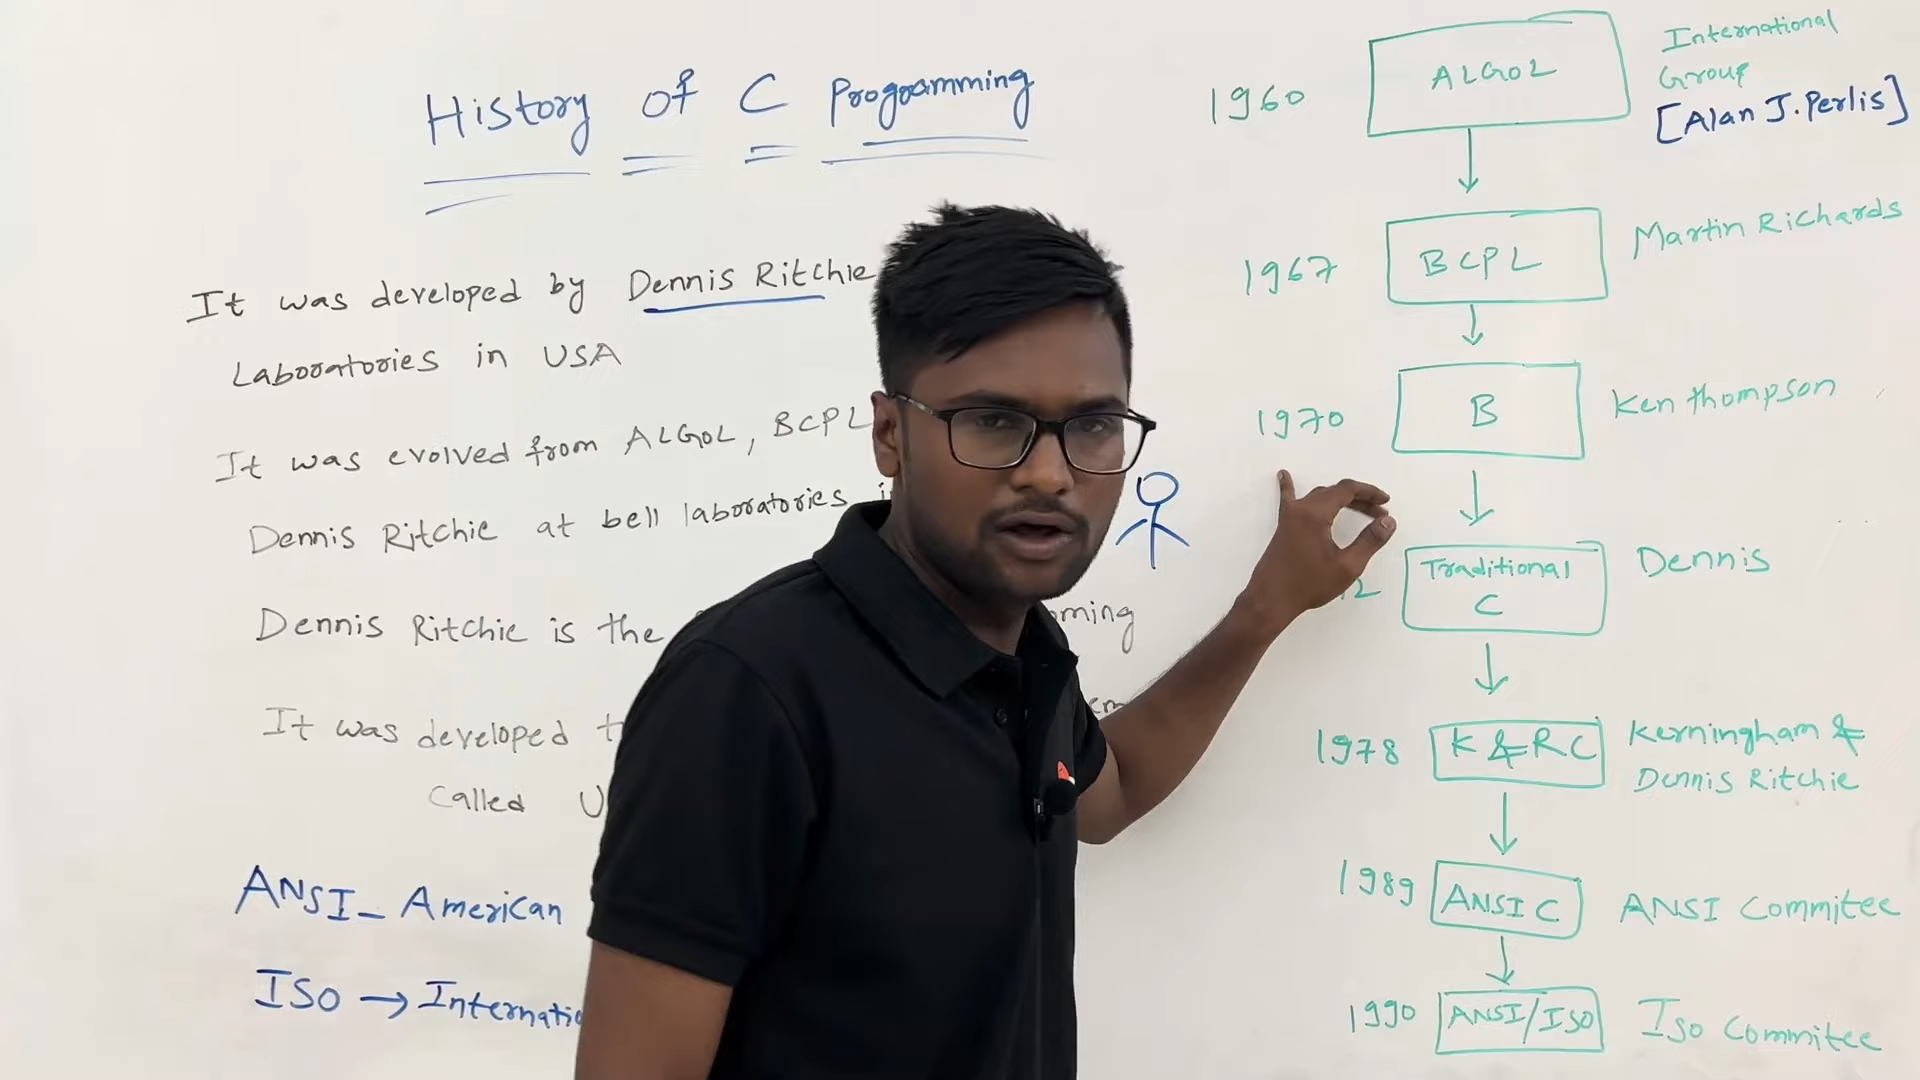 History of C Programming
It was developed by Dennis Ritchie
Laboratories in USA
It was evolved from ALGOL, BCPL
Dennis Ritchie at bell laboratories
Dennis Ritchie is the
It was developed
Called
ANSI - American
ISO →
1960 ALGOL International
Group
[Alan J. Perlis]
1967 BCPL Martin Richards
1970 B Ken thompson
Traditional
C Dennis
1978 K & R C Kerningham &
Dennis Ritchie
1989 ANSI C ANSI Commitee
1990 ANSI/ISO Iso Commitee